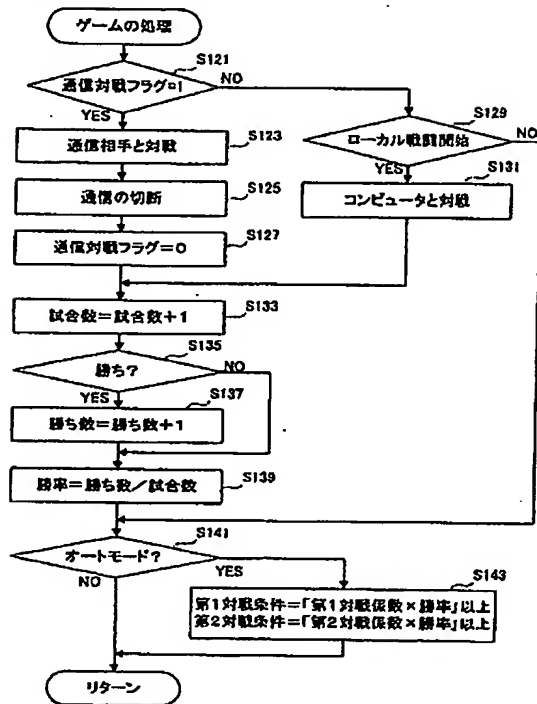 ゲームの処理
S121
通信対戦フラグ=1
NO
YES
S123
通信相手と対戦
S125
通信の切断
S127
通信対戦フラグ=0
S129
ローカル戦闘開始
NO
YES
S131
コンピュータと対戦
S133
試合数=試合数+1
S135
勝ち?
NO
YES
S137
勝ち数=勝ち数+1
S139
勝率=勝ち数/試合数
S141
オートモード?
YES
NO
S143
第1対戦条件=「第1対戦係数×勝率」以上
第2対戦条件=「第2対戦係数×勝率」以上
リターン